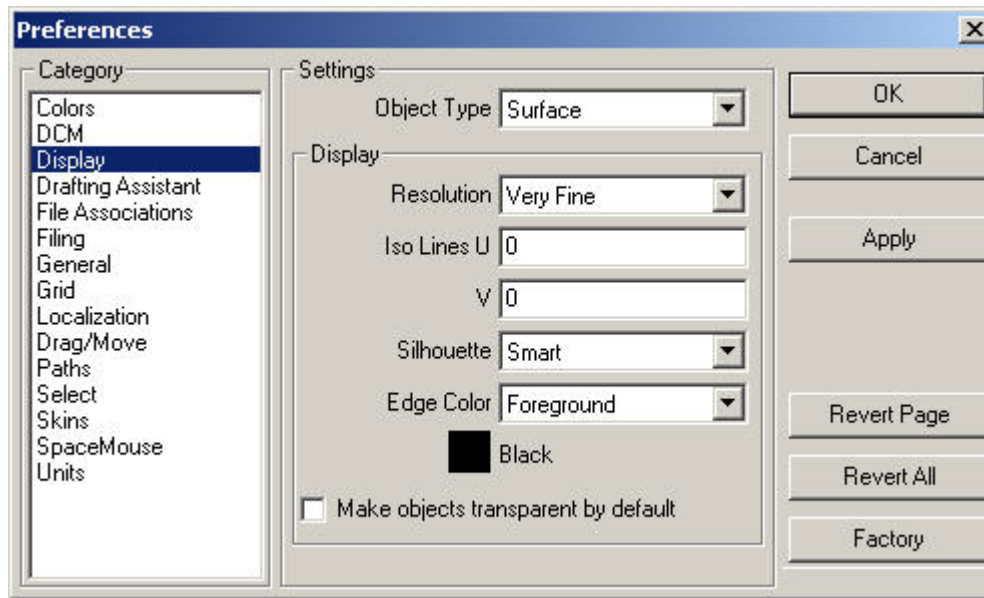 Preferences
Category
Colors
DCM
Display
Drafting Assistant
File Associations
Filing
General
Grid
Localization
Drag/Move
Paths
Select
Skins
SpaceMouse
Units
Settings
Object Type Surface
Display
Resolution Very Fine
Iso Lines U 0
V 0
Silhouette Smart
Edge Color Foreground
Black
Make objects transparent by default
OK
Cancel
Apply
Revert Page
Revert All
Factory